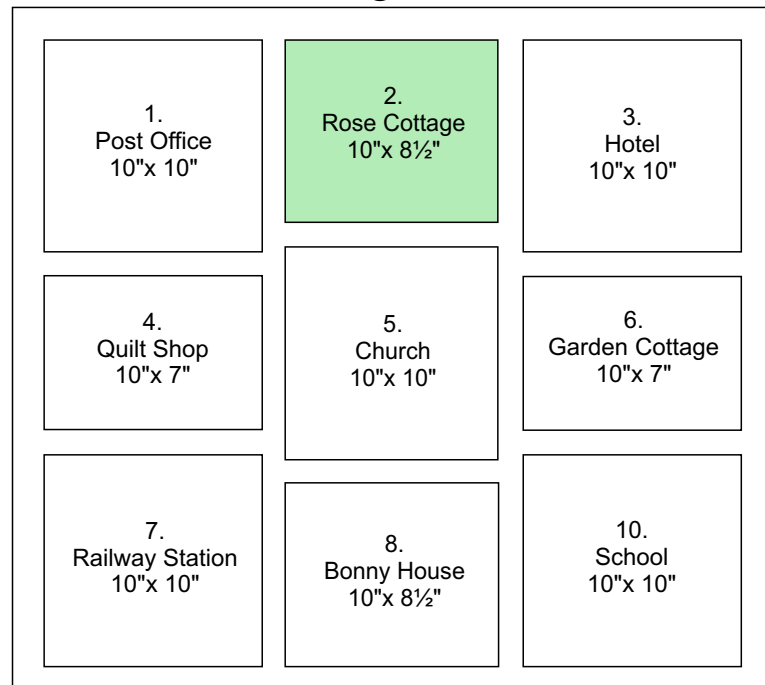 1.
Post Office
10"x 10"
2.
Rose Cottage
10"x 8½"
3.
Hotel
10"x 10"
4.
Quilt Shop
10"x 7"
5.
Church
10"x 10"
6.
Garden Cottage
10"x 7"
7.
Railway Station
10"x 10"
8.
Bonny House
10"x 8½"
10.
School
10"x 10"